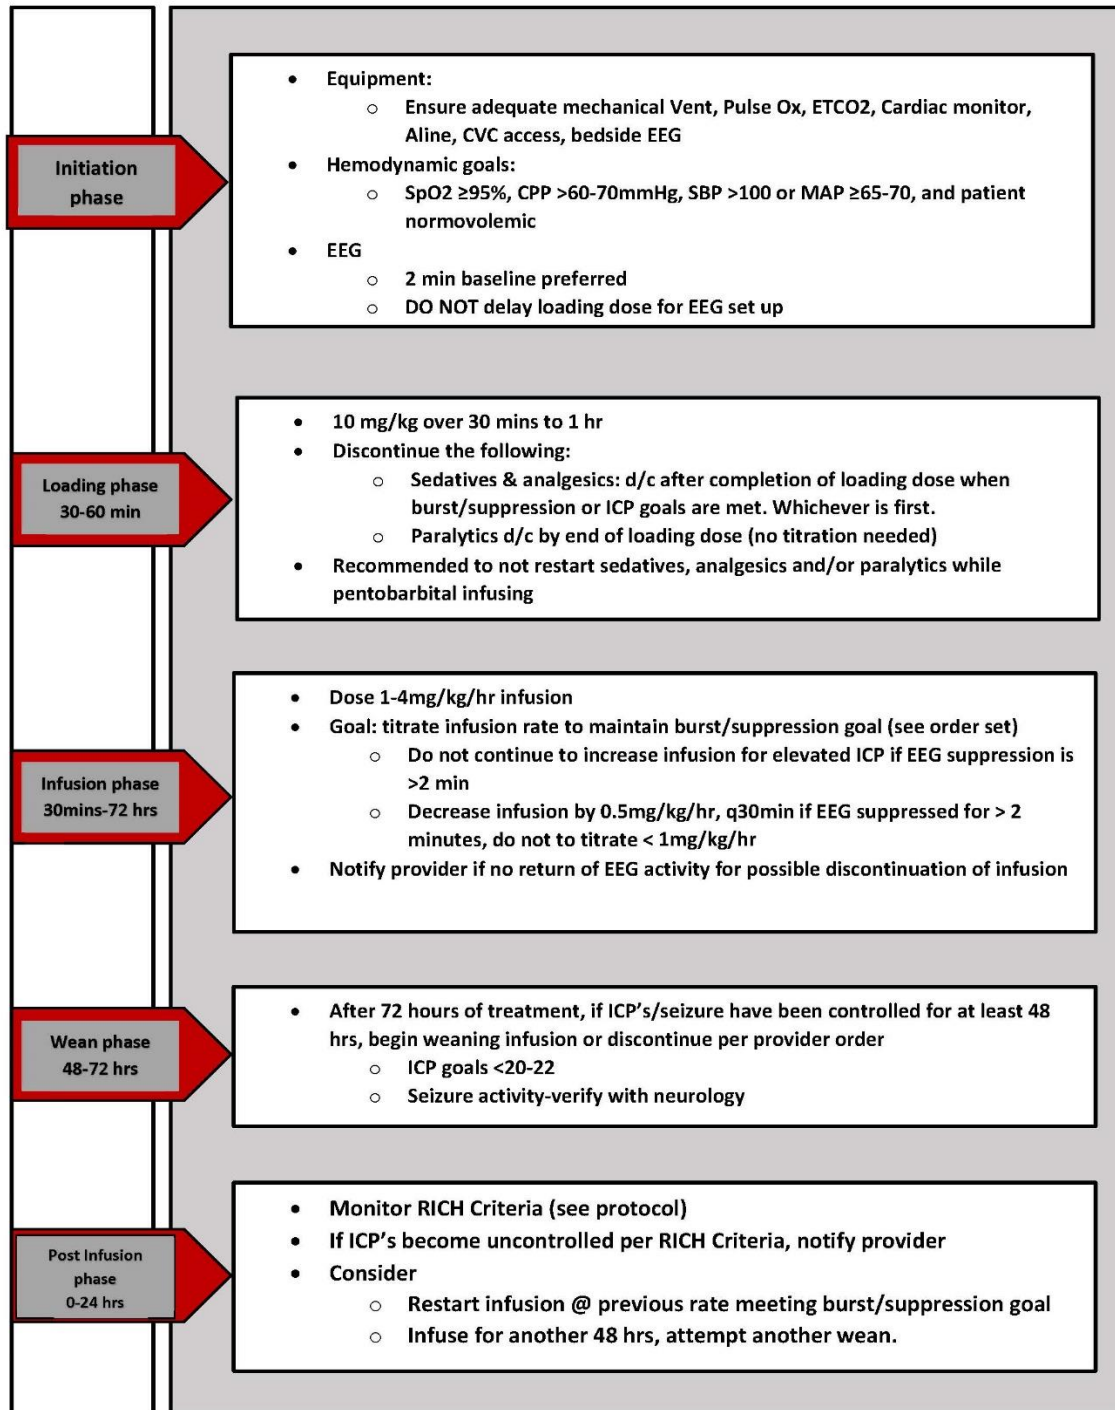 Initiation
phase
• Equipment:
o Ensure adequate mechanical Vent, Pulse Ox, ETCO2, Cardiac monitor,
Aline, CVC access, bedside EEG
• Hemodynamic goals:
o SpO2 ≥95%, CPP >60-70mmHg, SBP >100 or MAP ≥65-70, and patient
normovolemic
• EEG
o 2 min baseline preferred
o DO NOT delay loading dose for EEG set up
Loading phase
30-60 min
• 10 mg/kg over 30 mins to 1 hr
• Discontinue the following:
o Sedatives & analgesics: d/c after completion of loading dose when
burst/suppression or ICP goals are met. Whichever is first.
o Paralytics d/c by end of loading dose (no titration needed)
• Recommended to not restart sedatives, analgesics and/or paralytics while
pentobarbital infusing
Infusion phase
30mins-72 hrs
• Dose 1-4mg/kg/hr infusion
• Goal: titrate infusion rate to maintain burst/suppression goal (see order set)
o Do not continue to increase infusion for elevated ICP if EEG suppression is
>2 min
o Decrease infusion by 0.5mg/kg/hr, q30min if EEG suppressed for > 2
minutes, do not to titrate < 1mg/kg/hr
• Notify provider if no return of EEG activity for possible discontinuation of infusion
Wean phase
48-72 hrs
• After 72 hours of treatment, if ICP's/seizure have been controlled for at least 48
hrs, begin weaning infusion or discontinue per provider order
o ICP goals <20-22
o Seizure activity-verify with neurology
Post Infusion
phase
0-24 hrs
• Monitor RICH Criteria (see protocol)
• If ICP's become uncontrolled per RICH Criteria, notify provider
• Consider
o Restart infusion @ previous rate meeting burst/suppression goal
o Infuse for another 48 hrs, attempt another wean.